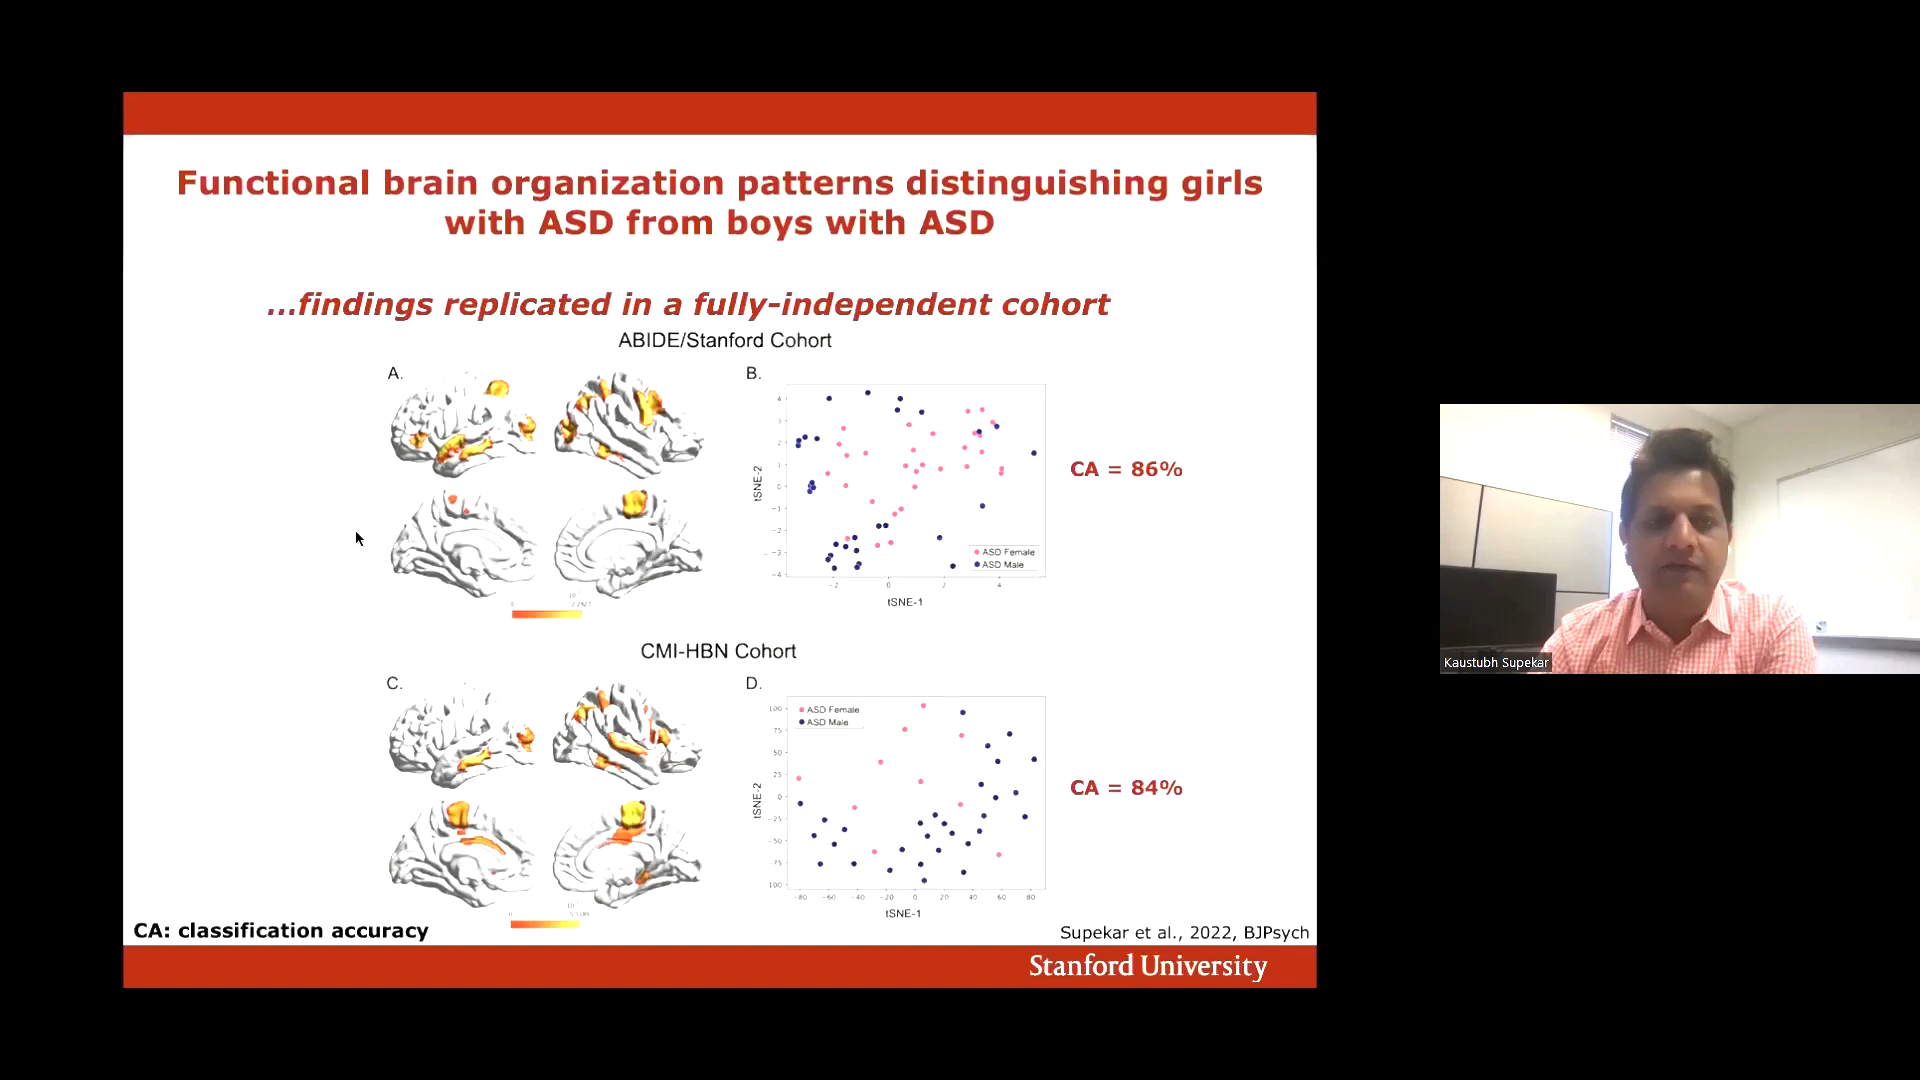 Functional brain organization patterns distinguishing girls
with ASD from boys with ASD
...findings replicated in a fully-independent cohort
ABIDE/Stanford Cohort
A.
B.
4
3
2
1
0
−1
−2
−3
−4
tSNE-2
−2
0
2
4
tSNE-1
ASD Female
ASD Male
CA = 86%
0
CMI-HBN Cohort
C.
D.
ASD Female
ASD Male
100
75
50
25
0
−25
−50
−75
100
tSNE-2
−80
−60
−40
−20
0
20
40
60
80
tSNE-1
CA = 84%
0
CA: classification accuracy
Supekar et al., 2022, BJPsych
Stanford University
Kaustubh Supekar